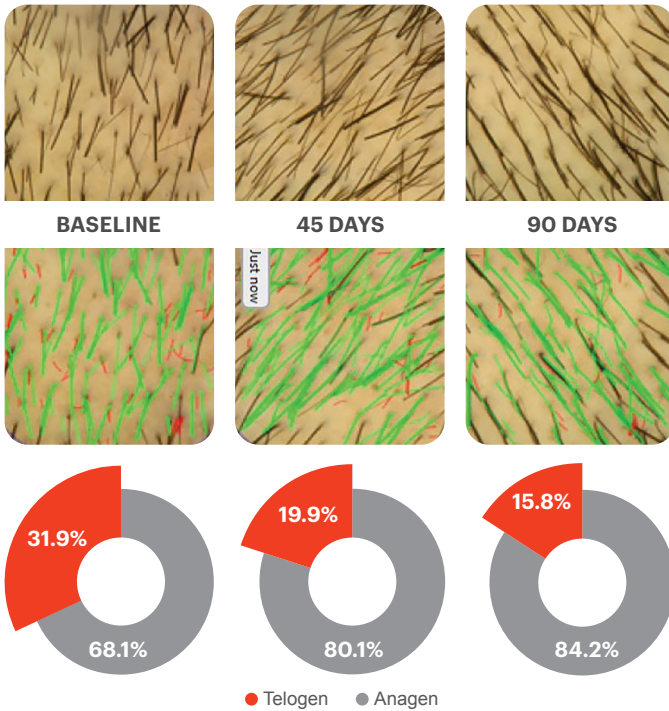 BASELINE
45 DAYS
90 DAYS
Just now
31.9%
68.1%
19.9%
80.1%
15.8%
84.2%
Telogen
Anagen